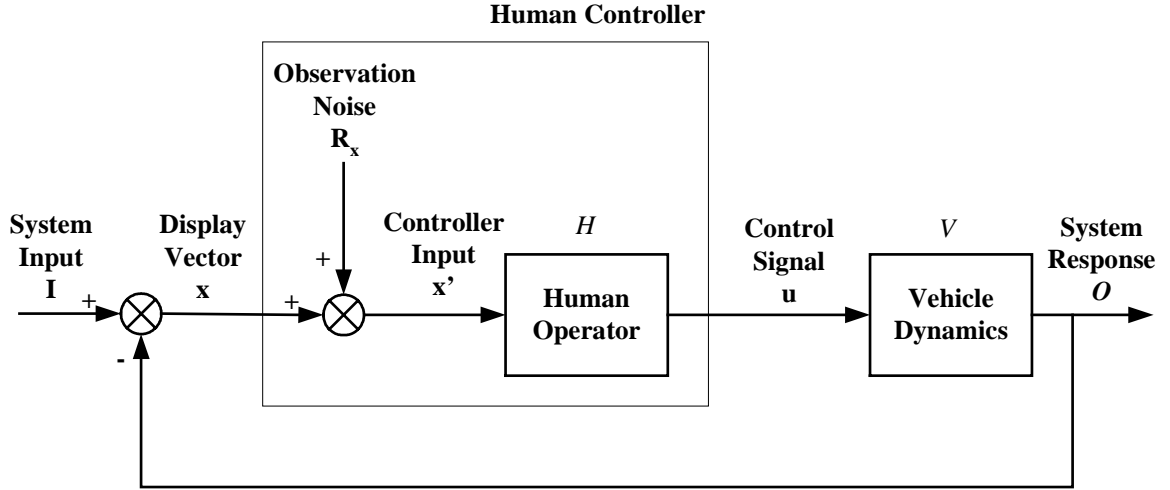 Human Controller
Observation
Noise
Rx
System
Input
I
+
-
Display
Vector
x
+
+
Controller
Input
x’
H
Human
Operator
Control
Signal
u
V
Vehicle
Dynamics
System
Response
O